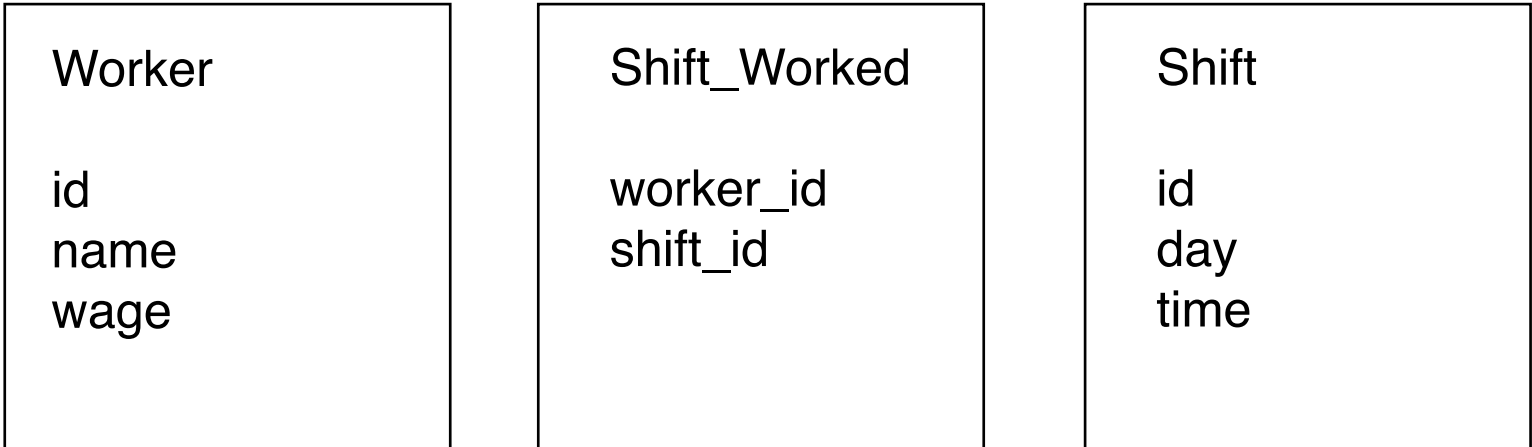 Worker
id
name
wage
Shift_Worked
worker_id
shift_id
Shift
id
day
time